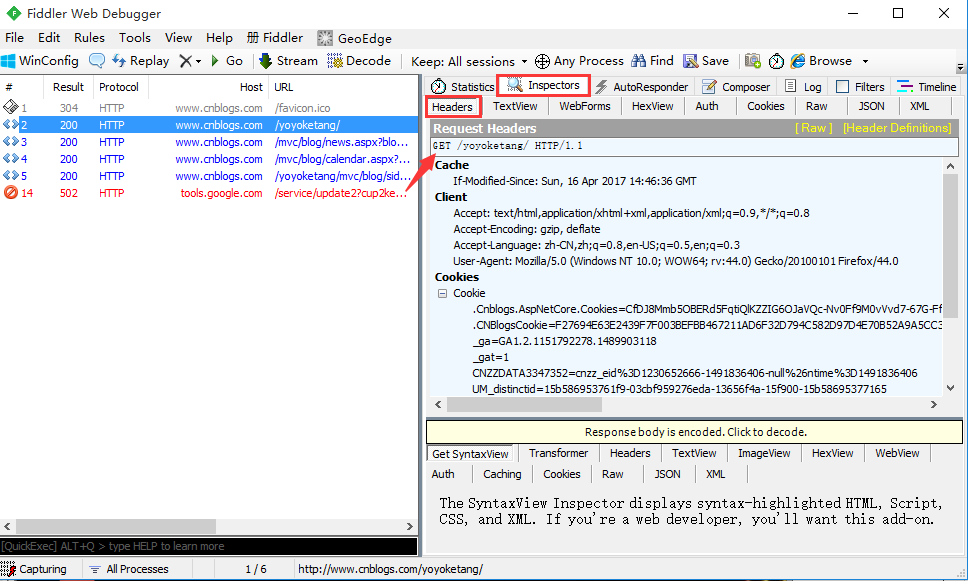 Fiddler Web Debugger
File Edit Rules Tools View Help 册 Fiddler GeoEdge
WinConfig Replay Go Stream Decode Keep: All sessions Any Process Find Save Browse
# Result Protocol Host URL
1 304 HTTP www.cnblogs.com /favicon.ico
2 200 HTTP www.cnblogs.com /yoyoketang/
3 200 HTTP www.cnblogs.com /mvc/blog/news.aspx?blo...
4 200 HTTP www.cnblogs.com /mvc/blog/calendar.aspx?...
5 200 HTTP www.cnblogs.com /yoyoketang/mvc/blog/sid...
14 502 HTTP tools.google.com /service/update2?cup2ke...
[QuickExec] ALT+Q > type HELP to learn more
Statistics Inspectors AutoResponder Composer Log Filters Timeline
Headers TextView WebForms HexView Auth Cookies Raw JSON XML
Request Headers [ Raw ] [Header Definitions]
GET /yoyoketang/ HTTP/1.1
Cache
If-Modified-Since: Sun, 16 Apr 2017 14:46:36 GMT
Client
Accept: text/html,application/xhtml+xml,application/xml;q=0.9,*/*;q=0.8
Accept-Encoding: gzip, deflate
Accept-Language: zh-CN,zh;q=0.8,en-US;q=0.5,en;q=0.3
User-Agent: Mozilla/5.0 (Windows NT 10.0; WOW64; rv:44.0) Gecko/20100101 Firefox/44.0
Cookies
Cookie
.Cnblogs.AspNetCore.Cookies=CfDJ8Mmb5OBERd5FqtiQlKZZIG6OJaVQc-Nv0Ff9M0vVvd7-67G-Ff
.CNBlogsCookie=F27694E63E2439F7F003BEFBB467211AD6F32D794C582D97D4E70B52A9A5CC3
_ga=GA1.2.1151792278.1489903118
_gat=1
CNZZDATA3347352=cnzz_eid%3D1230652666-1491836406-null%26ntime%3D1491836406
UM_distinctid=15b586953761f9-03cbf959276eda-13656f4a-15f900-15b58695377165
Response body is encoded. Click to decode.
Get SyntaxView Transformer Headers TextView ImageView HexView WebView
Auth Caching Cookies Raw JSON XML
The SyntaxView Inspector displays syntax-highlighted HTML, Script,
CSS, and XML. If you're a web developer, you'll want this add-on.
Capturing All Processes 1 / 6 http://www.cnblogs.com/yoyoketang/